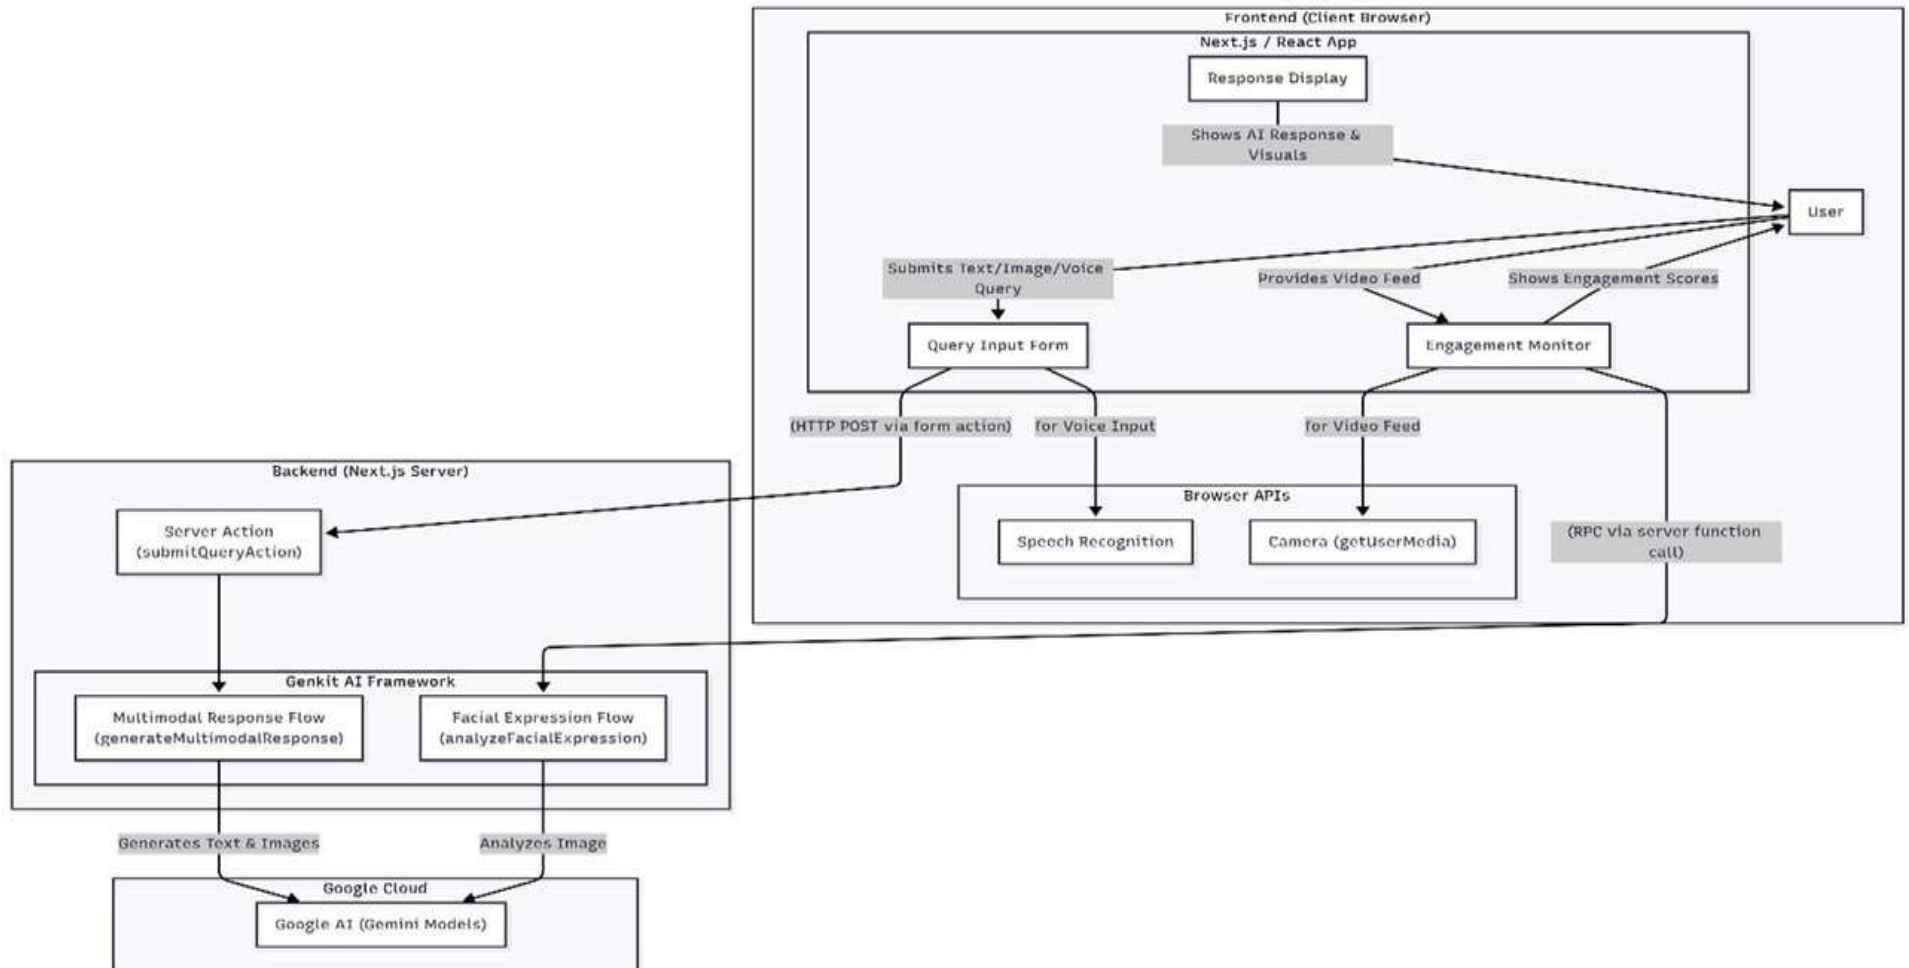 Frontend (Client Browser)
Next.js / React App
Response Display
Shows AI Response &
Visuals
User
Submits Text/Image/Voice
Query
Provides Video Feed
Shows Engagement Scores
Query Input Form
Engagement Monitor
(HTTP POST via form action)
for Voice Input
for Video Feed
Backend (Next.js Server)
Browser APIs
Server Action
(submitQueryAction)
Speech Recognition
Camera (getUserMedia)
(RPC via server function
call)
Genkit AI Framework
Multimodal Response Flow
(generateMultimodalResponse)
Facial Expression Flow
(analyzeFacialExpression)
Generates Text & Images
Analyzes Image
Google Cloud
Google AI (Gemini Models)